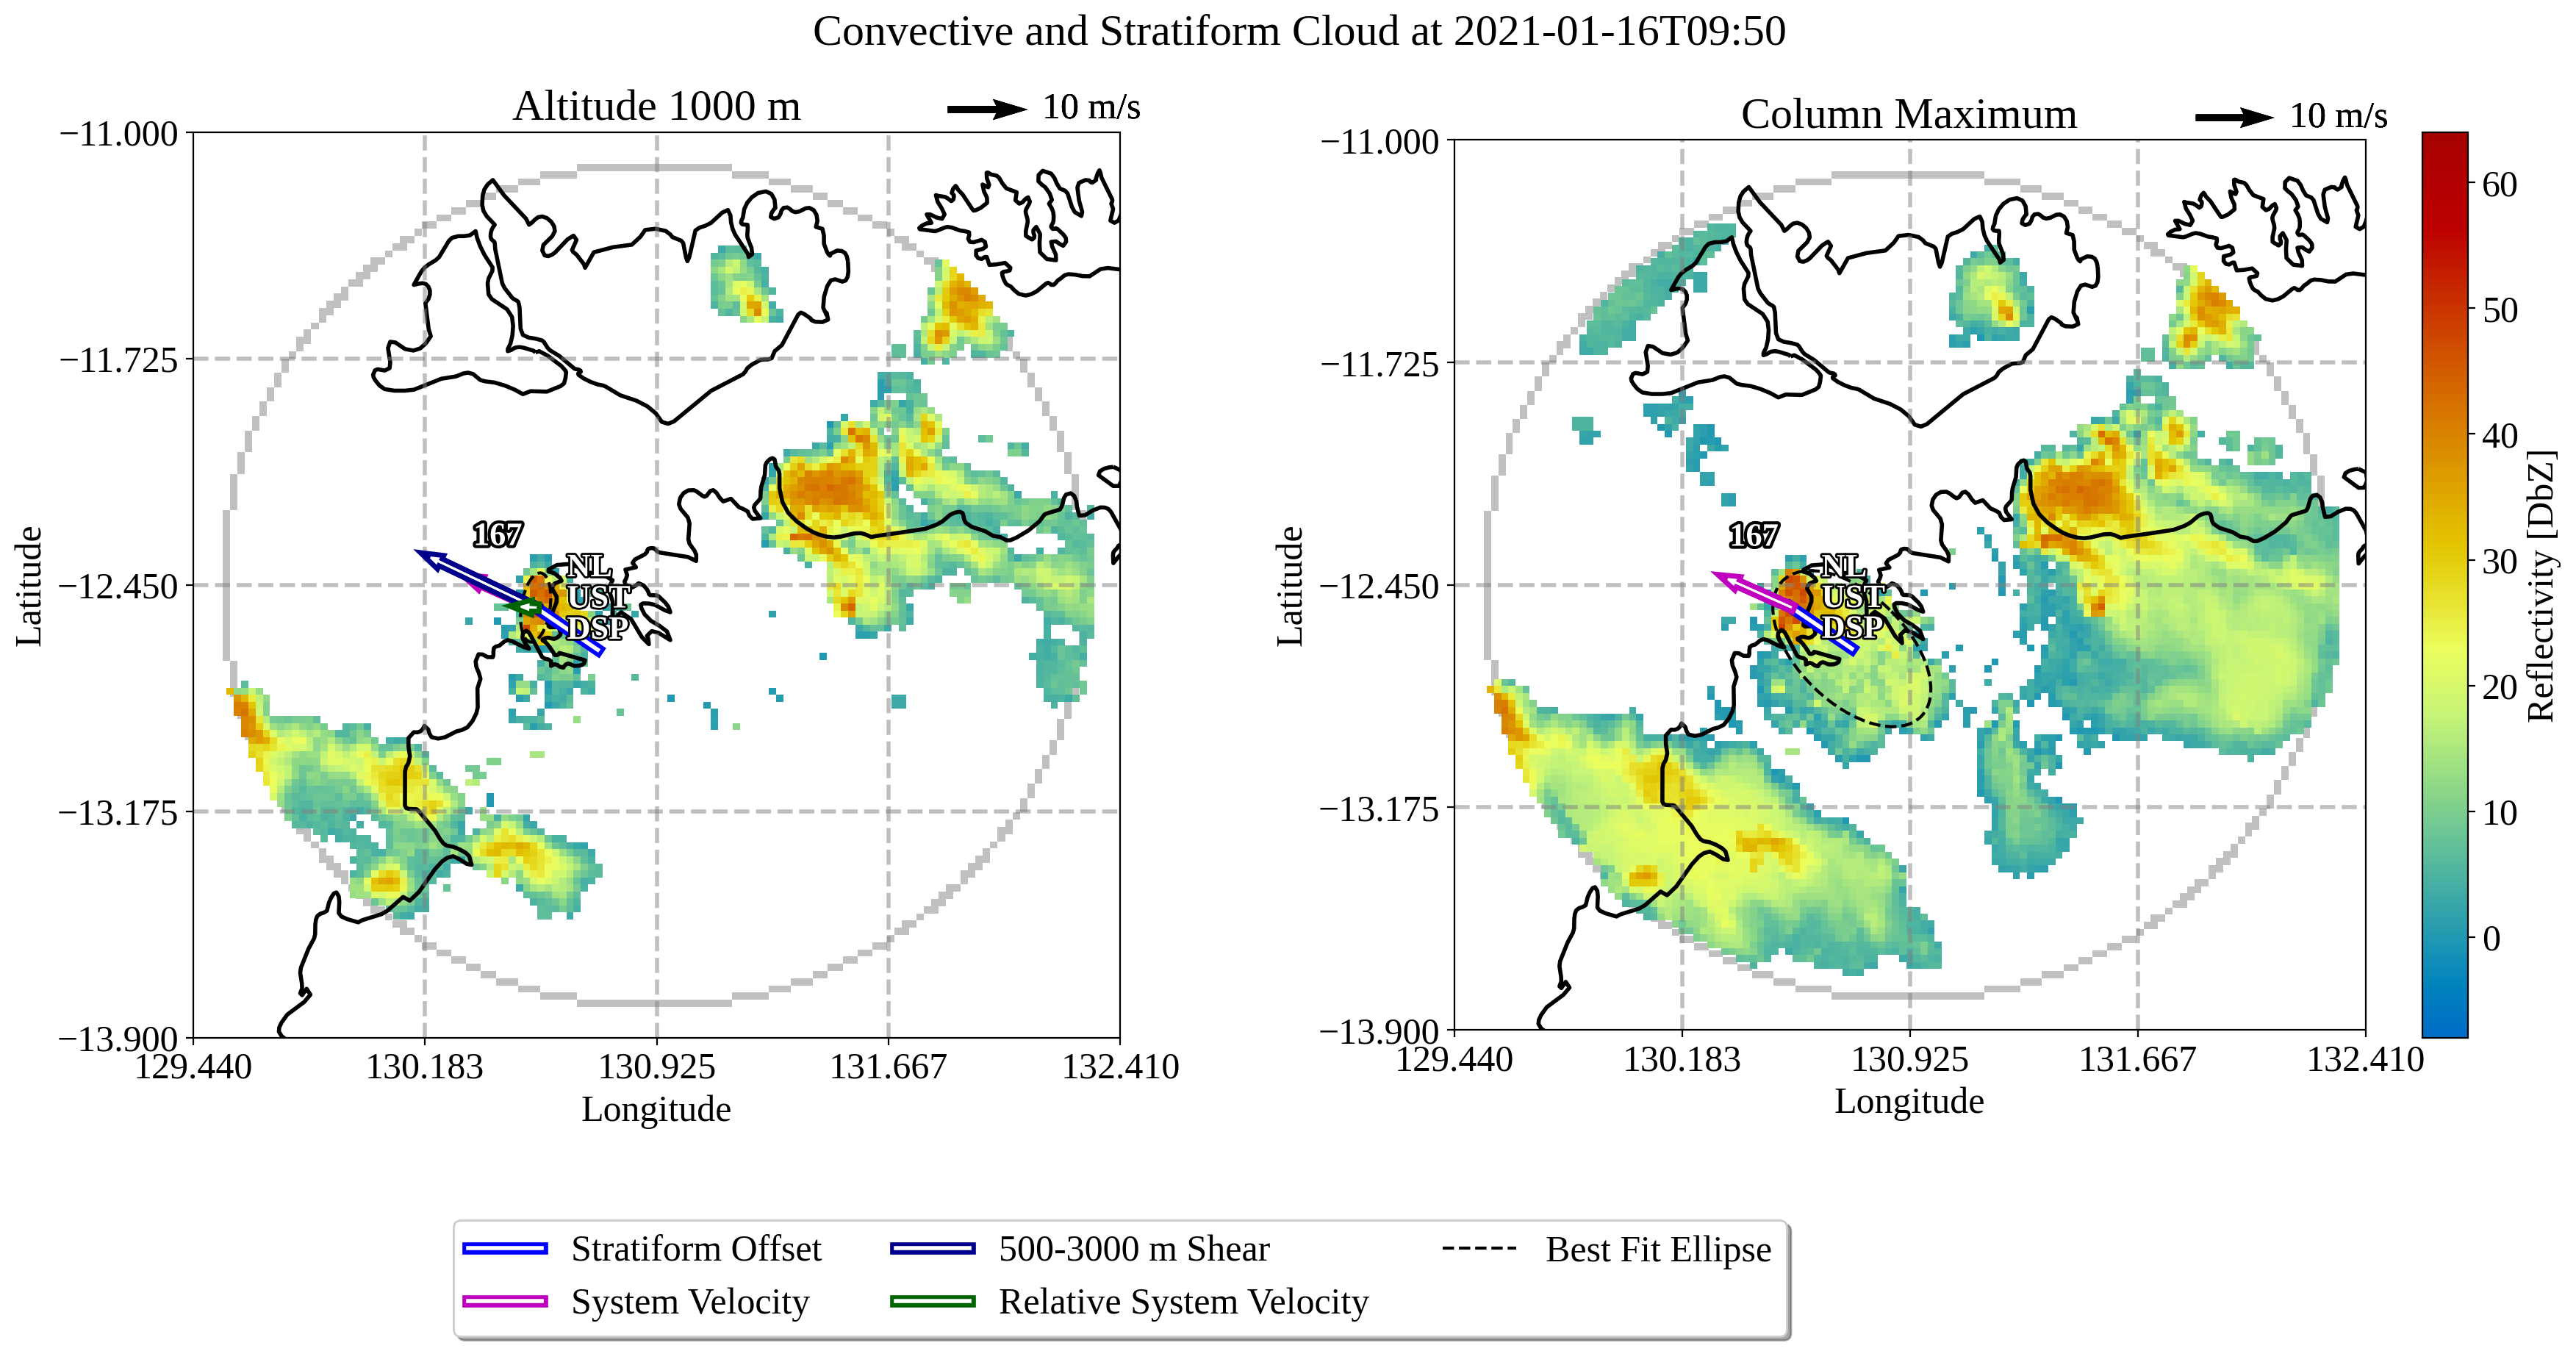 Convective and Stratiform Cloud at 2021-01-16T09:50
Altitude 1000 m
10 m/s
−11.000
−11.725
−12.450
−13.175
−13.900
Latitude
129.440
130.183
130.925
131.667
132.410
Longitude
167
NL
UST
DSP
Column Maximum
10 m/s
−11.000
−11.725
−12.450
−13.175
−13.900
Latitude
129.440
130.183
130.925
131.667
132.410
Longitude
167
NL
UST
DSP
60
50
40
30
20
10
0
Reflectivity [DbZ]
Stratiform Offset
System Velocity
500-3000 m Shear
Relative System Velocity
Best Fit Ellipse